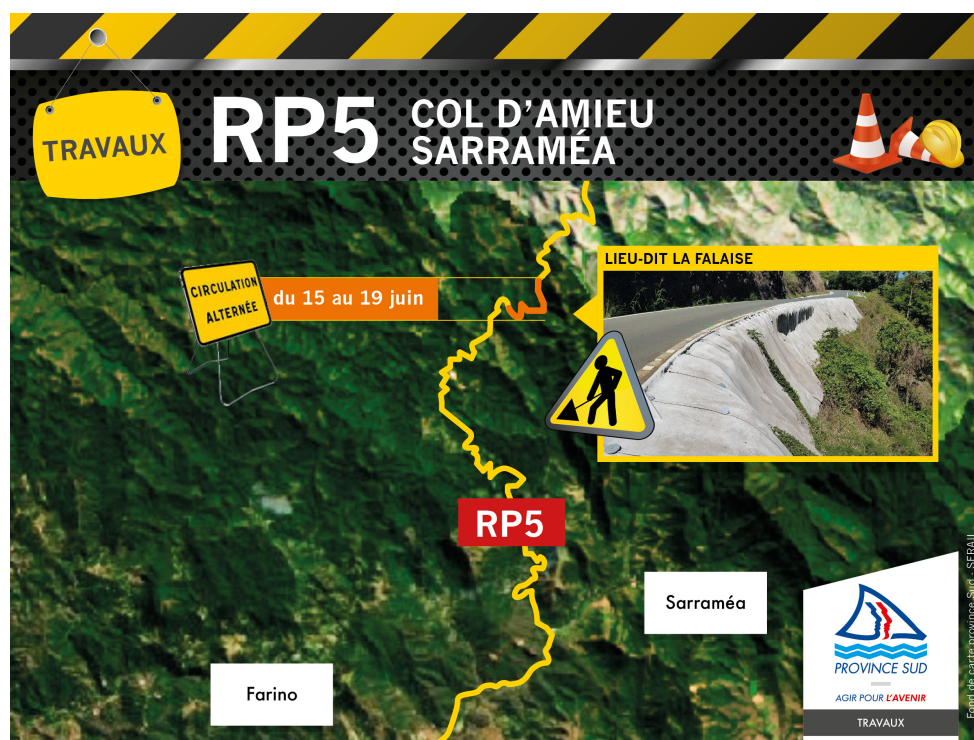 TRAVAUX
RP5
COL D'AMIEU
SARRAMÉA
LIEU-DIT LA FALAISE
CIRCULATION
ALTERNÉE
du 15 au 19 juin
RP5
Sarraméa
Farino
PROVINCE SUD
AGIR POUR L'AVENIR
TRAVAUX
Fond de carte province Sud - SERAIL